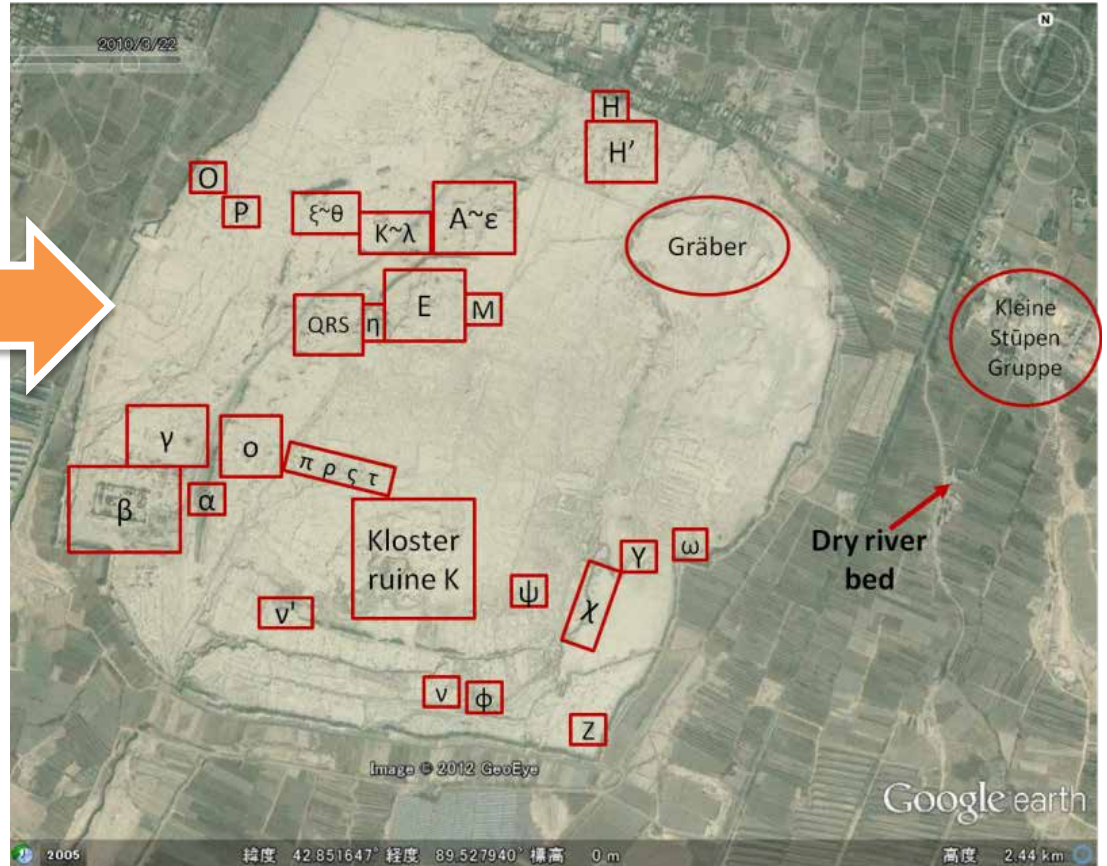 2010/3/22
N
H
H'
O
P
ξ~θ
K~λ
A~ε
Gräber
QRS
η
E
M
Kleine
Stūpen
Gruppe
γ
ο
π ρ ς τ
β
α
Kloster
ruine K
Dry river
bed
Y
ω
ψ
χ
ν'
ν
φ
Z
Image © 2012 GeoEye
Google earth
2005
緯度 42.851647° 経度 89.527940° 標高 0 m
高度 2.44 km